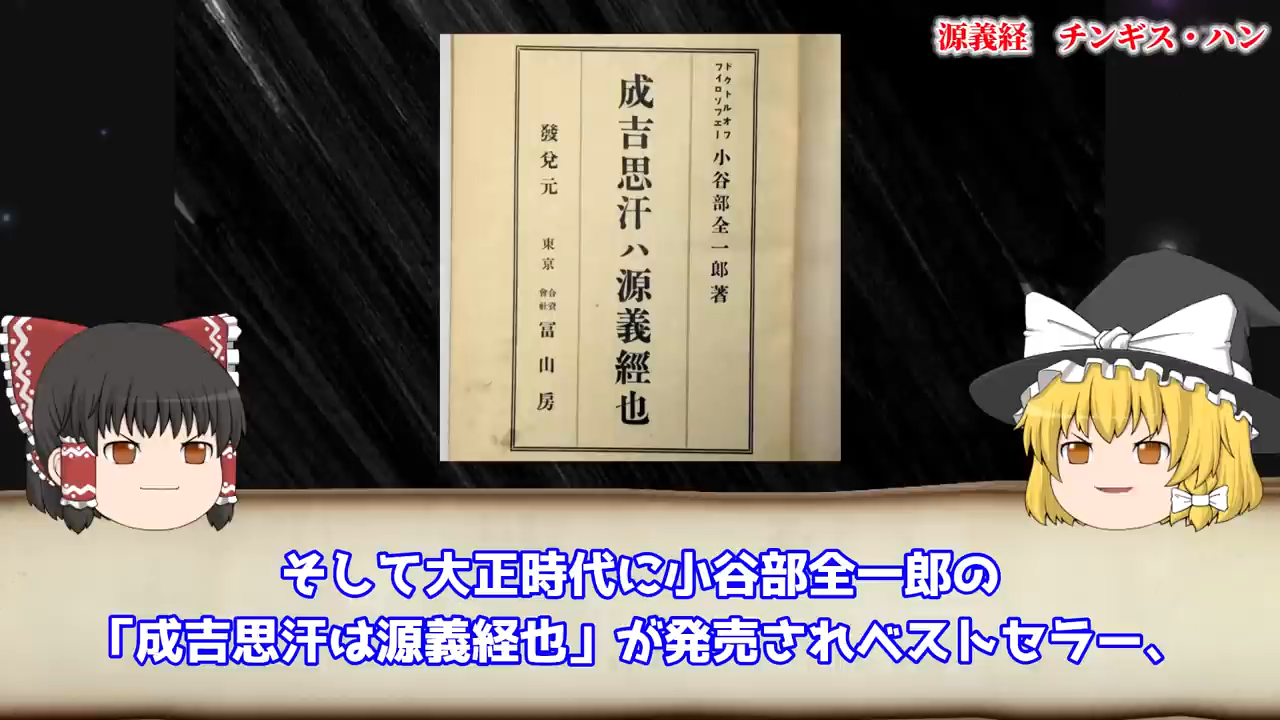 源義経　チンギス・ハン
ドクトルオフ
フイロソフエー
小谷部全一郎著
成吉思汗ハ源義經也
發兌元
東京
合資
會社
冨山房
そして大正時代に小谷部全一郎の
「成吉思汗は源義経也」が発売されベストセラー、